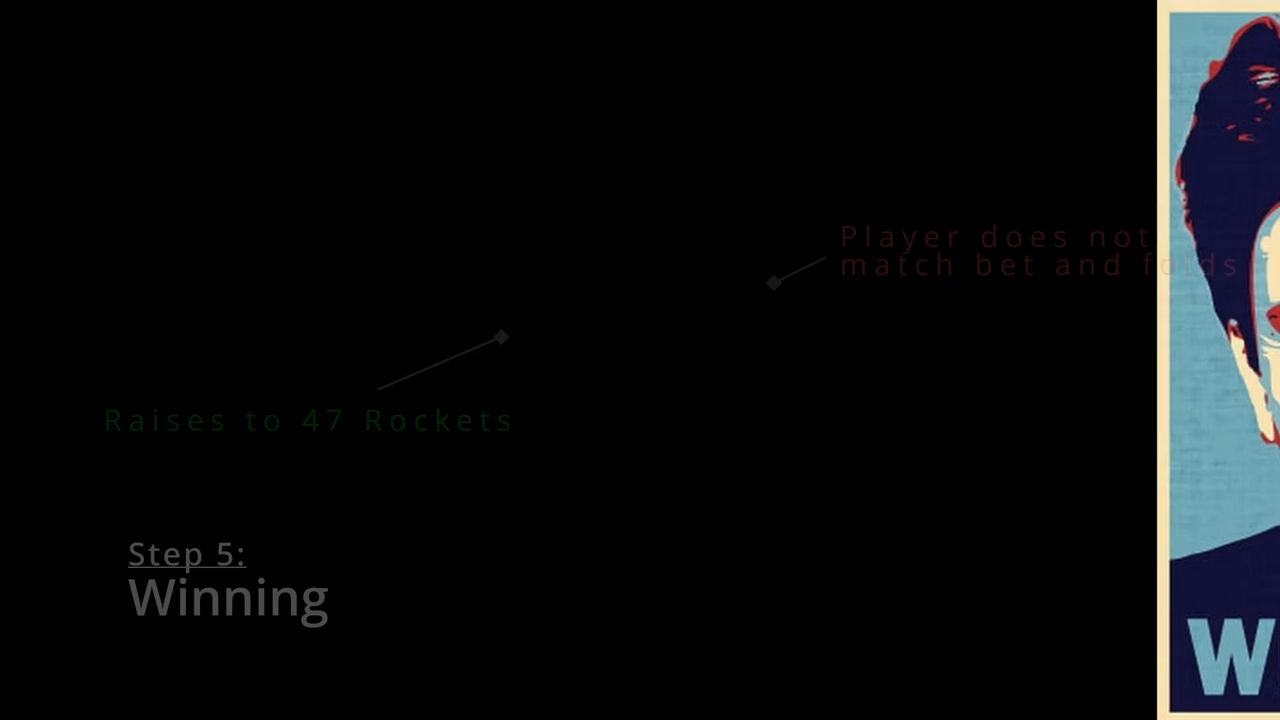 Player does not
match bet and folds
Raises to 47 Rockets
Step 5:
Winning
W